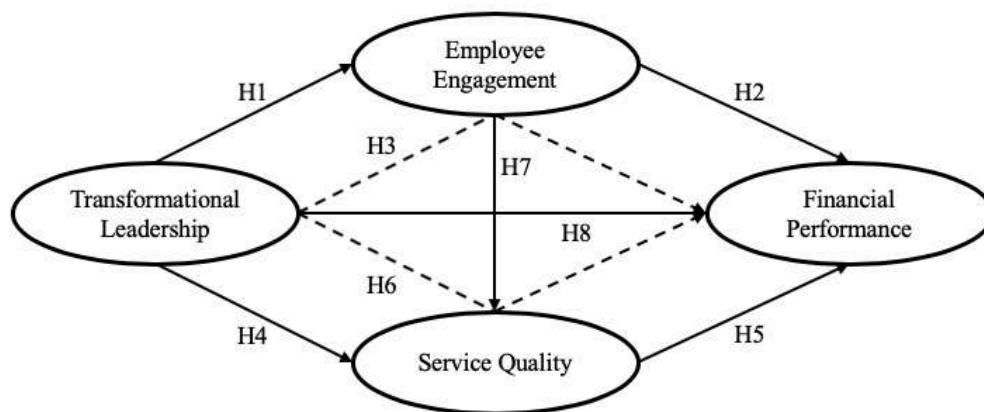 Employee
Engagement
H1
H2
H3
H7
Transformational
Leadership
Financial
Performance
H8
H6
H4
H5
Service Quality